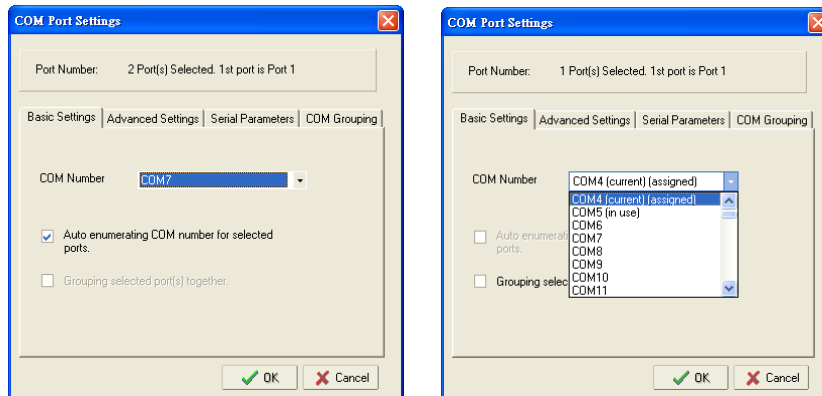 COM Port Settings
Port Number: 2 Port(s) Selected. 1st port is Port 1
Basic Settings Advanced Settings Serial Parameters COM Grouping
COM Number COM7
Auto enumerating COM number for selected
ports.
Grouping selected port(s) together.
OK Cancel
COM Port Settings
Port Number: 1 Port(s) Selected. 1st port is Port 1
Basic Settings Advanced Settings Serial Parameters COM Grouping
COM Number COM4 (current) (assigned)
COM4 (current) (assigned)
COM5 (in use)
COM6
Auto enumerati COM7
ports. COM8
COM9
Grouping selec COM10
COM11
OK Cancel